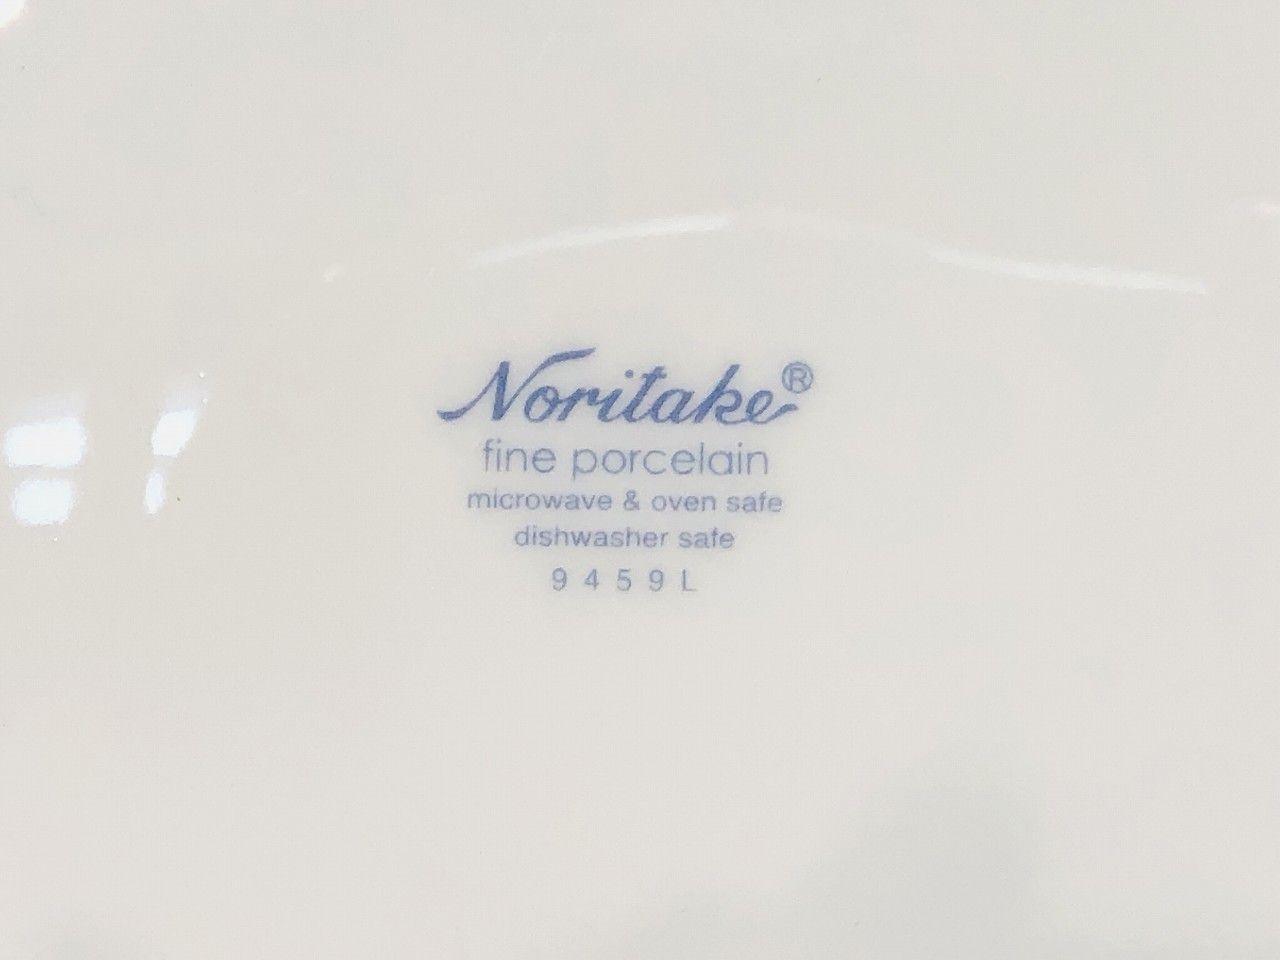 Noritake®
fine porcelain
microwave & oven safe
dishwasher safe
9459L